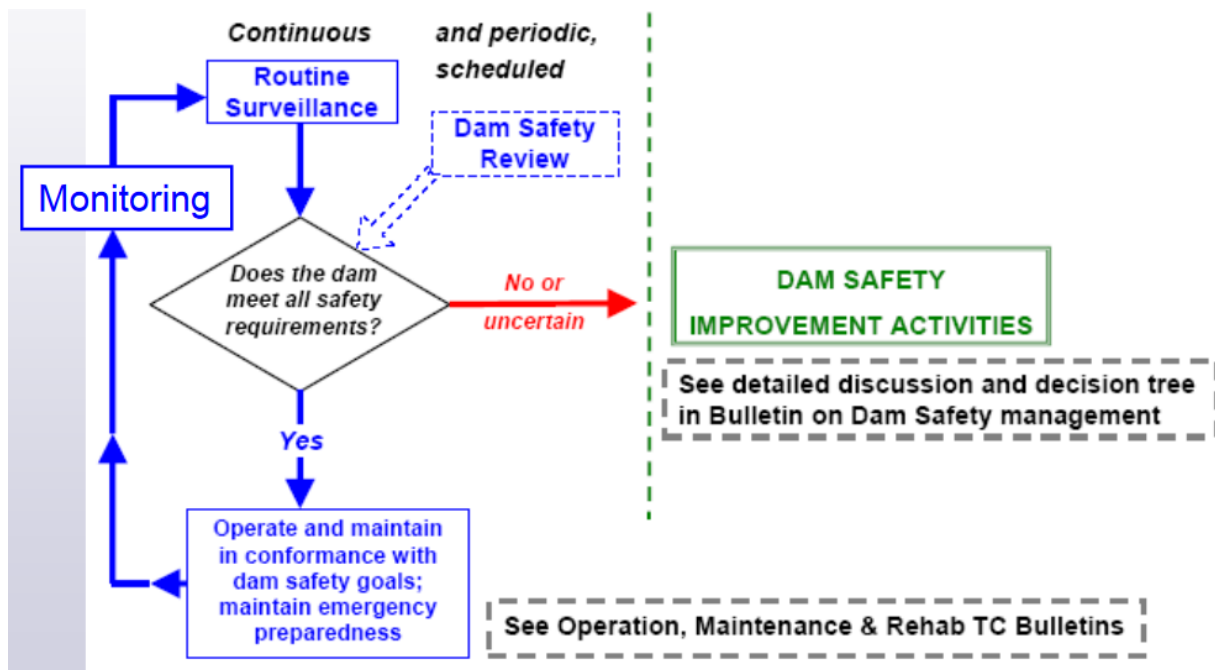 Continuous and periodic,
scheduled
Routine
Surveillance
Dam Safety
Review
Monitoring
Does the dam
meet all safety
requirements?
No or
uncertain
DAM SAFETY
IMPROVEMENT ACTIVITIES
See detailed discussion and decision tree
in Bulletin on Dam Safety management
Yes
Operate and maintain
in conformance with
dam safety goals;
maintain emergency
preparedness
See Operation, Maintenance & Rehab TC Bulletins